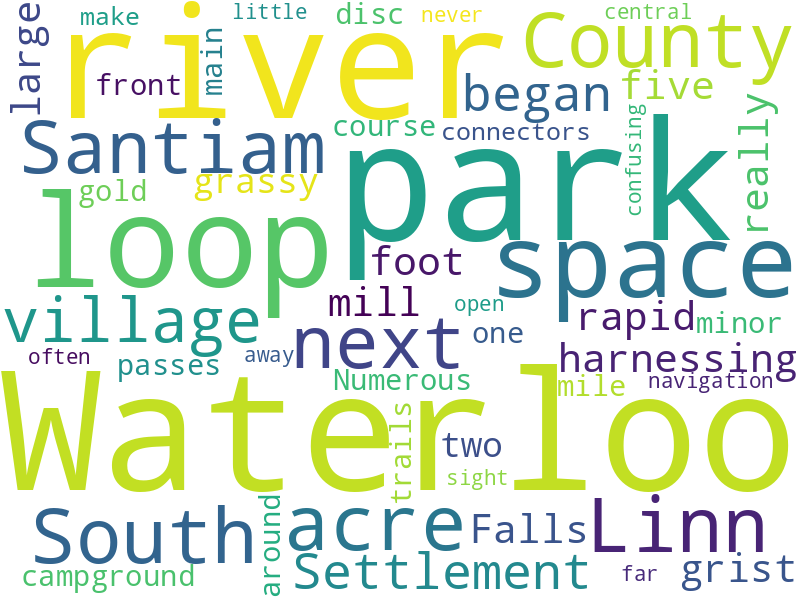 make little disc never central
large river County
front main began five
Santiam course connectors
gold grassy park confusing really
loop foot space
village mill open rapid minor
often passes away next one harnessing
Numerous mile navigation
Waterloo
trails two sight
South around acre Falls Linn
campground Settlement far grist